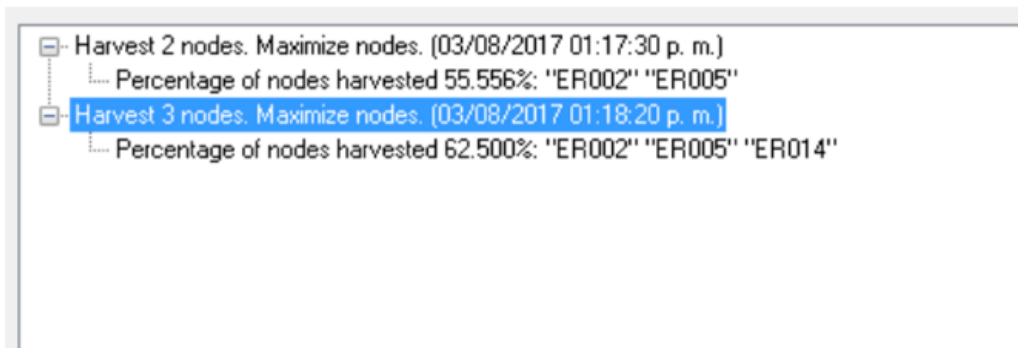 Harvest 2 nodes. Maximize nodes. (03/08/2017 01:17:30 p. m.)
Percentage of nodes harvested 55.556%: "ER002" "ER005"
Harvest 3 nodes. Maximize nodes. (03/08/2017 01:18:20 p. m.)
Percentage of nodes harvested 62.500%: "ER002" "ER005" "ER014"